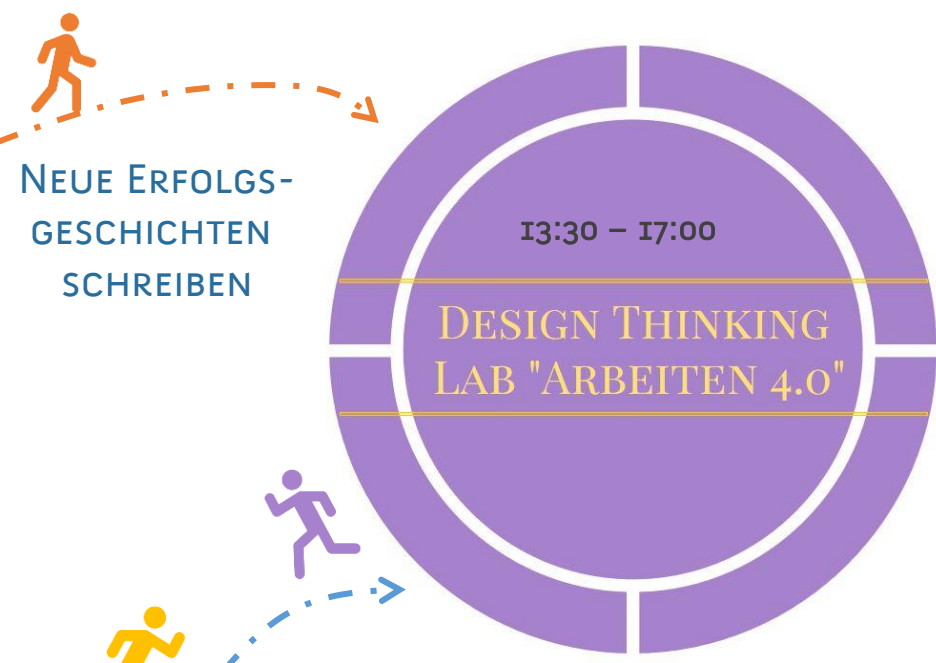 Neue Erfolgs-
geschichten
schreiben
13:30 – 17:00
Design Thinking
Lab "Arbeiten 4.0"